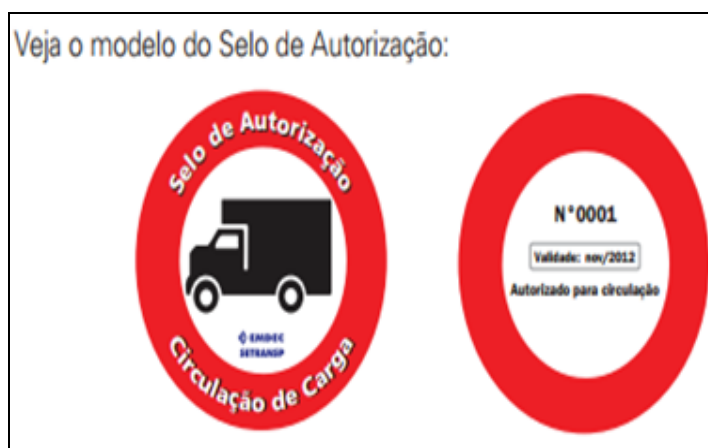 Veja o modelo do Selo de Autorização:
Selo de Autorização
EMDEC
SETRANSP
Circulação de Carga
N°0001
Validade: nov/2012
Autorizado para circulação